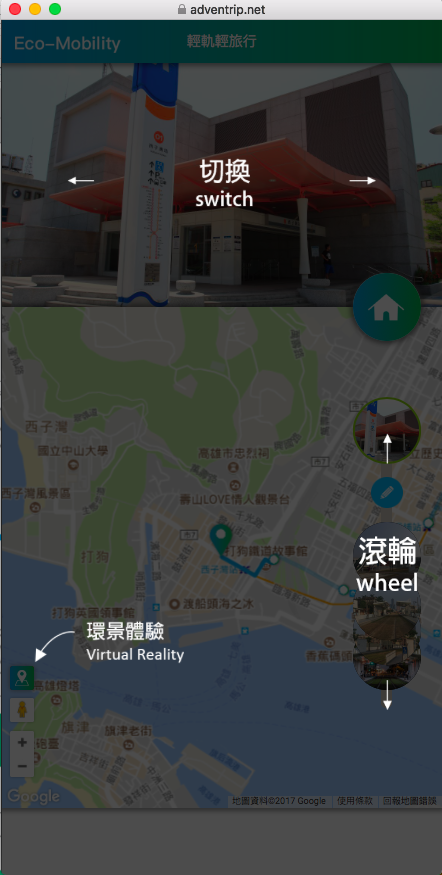 adventrip.net
Eco-Mobility
輕軌輕旅行
切換
switch
西子灣
國立中山大學
西子灣風景區
高雄市忠烈祠
壽山LOVE情人觀景台
打狗
打狗鐵道故事館
西子灣站
打狗英國領事館
渡船頭海之冰
滾輪
wheel
環景體驗
Virtual Reality
香蕉碼頭
高雄燈塔
旗津
旗津老街
+
−
Google
地圖資料©2017 Google
使用條款
回報地圖錯誤